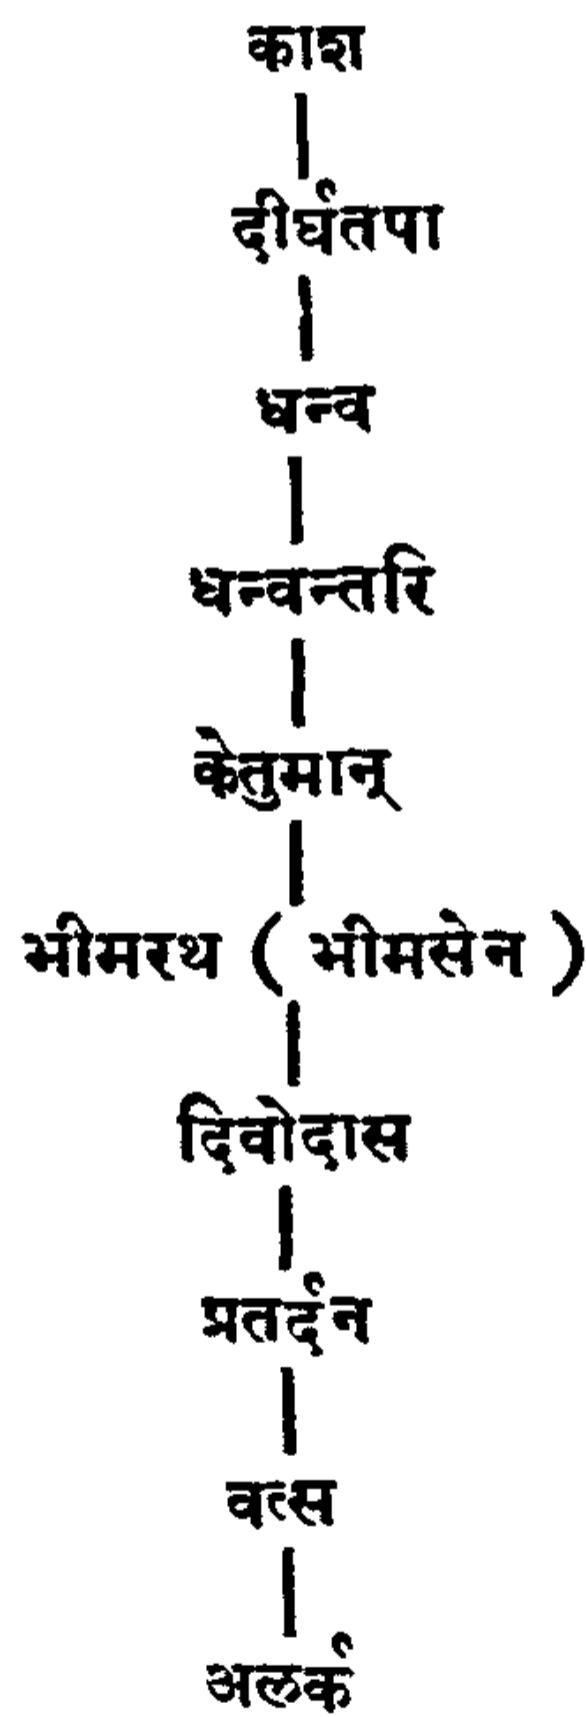 काश
दीर्घतपा
धन्व
धन्वन्तरि
केतुमान्
भीमरथ ( भीमसेन )
दिवोदास
प्रतर्दन
वत्स
अलर्क